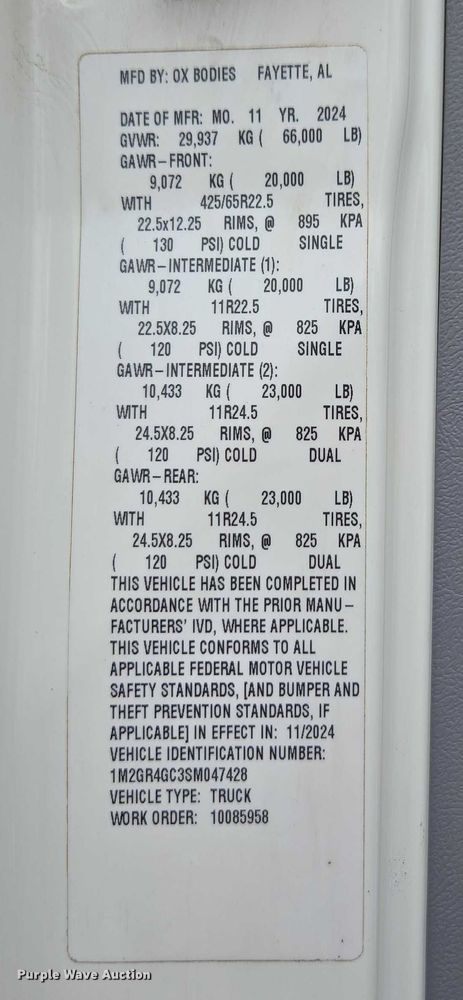 MFD BY: OX BODIES FAYETTE, AL
DATE OF MFR: MO. 11 YR. 2024
GVWR: 29,937 KG ( 66,000 LB)
GAWR-FRONT:
9,072 KG ( 20,000 LB)
WITH 425/65R22.5 TIRES,
22.5x12.25 RIMS, @ 895 KPA
( 130 PSI) COLD SINGLE
GAWR-INTERMEDIATE (1):
9,072 KG ( 20,000 LB)
WITH 11R22.5 TIRES,
22.5X8.25 RIMS, @ 825 KPA
( 120 PSI) COLD SINGLE
GAWR-INTERMEDIATE (2):
10,433 KG ( 23,000 LB)
WITH 11R24.5 TIRES,
24.5X8.25 RIMS, @ 825 KPA
( 120 PSI) COLD DUAL
GAWR-REAR:
10,433 KG ( 23,000 LB)
WITH 11R24.5 TIRES,
24.5X8.25 RIMS, @ 825 KPA
( 120 PSI) COLD DUAL
THIS VEHICLE HAS BEEN COMPLETED IN
ACCORDANCE WITH THE PRIOR MANU-
FACTURERS' IVD, WHERE APPLICABLE.
THIS VEHICLE CONFORMS TO ALL
APPLICABLE FEDERAL MOTOR VEHICLE
SAFETY STANDARDS, [AND BUMPER AND
THEFT PREVENTION STANDARDS, IF
APPLICABLE] IN EFFECT IN: 11/2024
VEHICLE IDENTIFICATION NUMBER:
1M2GR4GC3SM047428
VEHICLE TYPE: TRUCK
WORK ORDER: 10085958
Purple Wave Auction